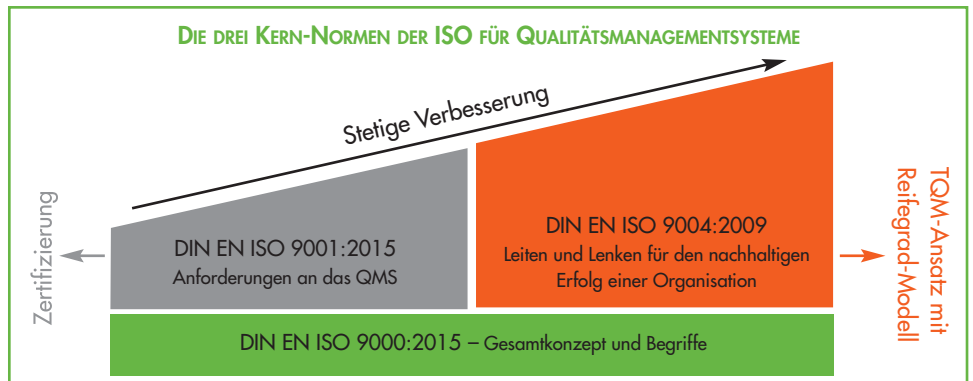 DIE DREI KERN-NORMEN DER ISO FÜR QUALITÄTSMANAGEMENTSYSTEME
Stetige Verbesserung
Zertifizierung
DIN EN ISO 9001:2015
Anforderungen an das QMS
DIN EN ISO 9004:2009
Leiten und Lenken für den nachhaltigen
Erfolg einer Organisation
TQM-Ansatz mit
Reifegrad-Modell
DIN EN ISO 9000:2015 – Gesamtkonzept und Begriffe